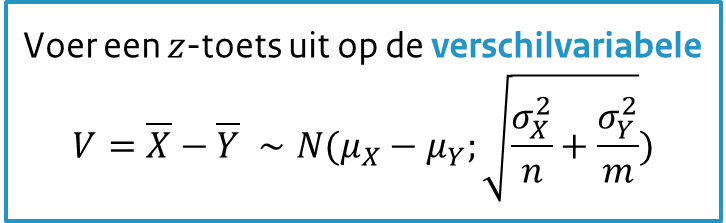 Voer een z-toets uit op de verschilvariabele
V = X̅ − Y̅ ~ N(μ_X − μ_Y; √(σ_X²/n + σ_Y²/m))